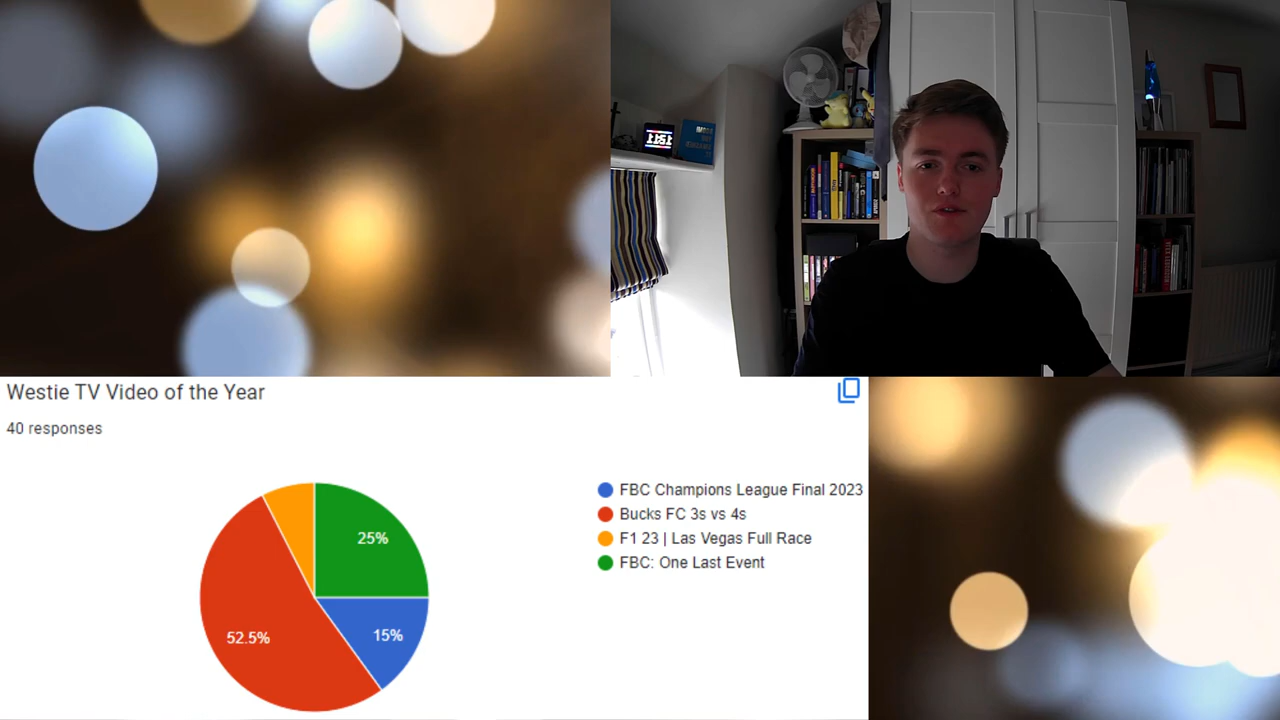 Westie TV Video of the Year
40 responses
FBC Champions League Final 2023
Bucks FC 3s vs 4s
F1 23 | Las Vegas Full Race
FBC: One Last Event
25%
52.5%
15%